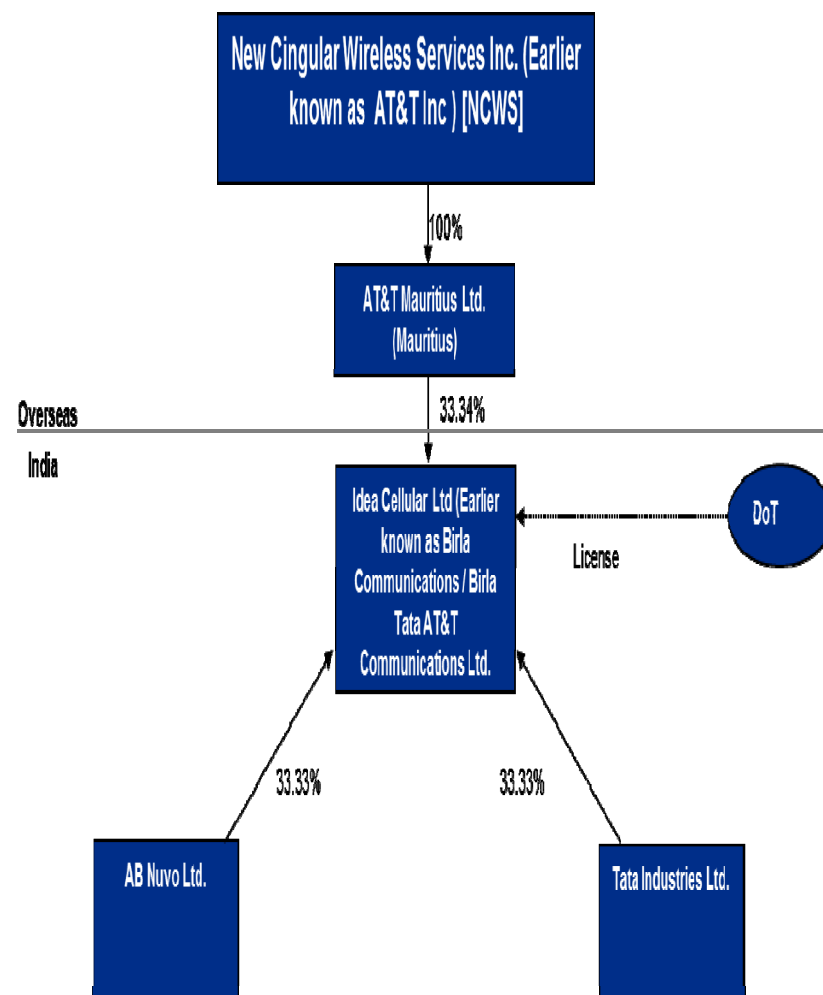 New Cingular Wireless Services Inc. (Earlier
known as AT&T Inc ) [NCWS]
100%
AT&T Mauritius Ltd.
(Mauritius)
33.34%
Overseas
India
Idea Cellular Ltd (Earlier
known as Birla
Communications / Birla
Tata AT&T
Communications Ltd.
DoT
License
33.33%
33.33%
AB Nuvo Ltd.
Tata Industries Ltd.